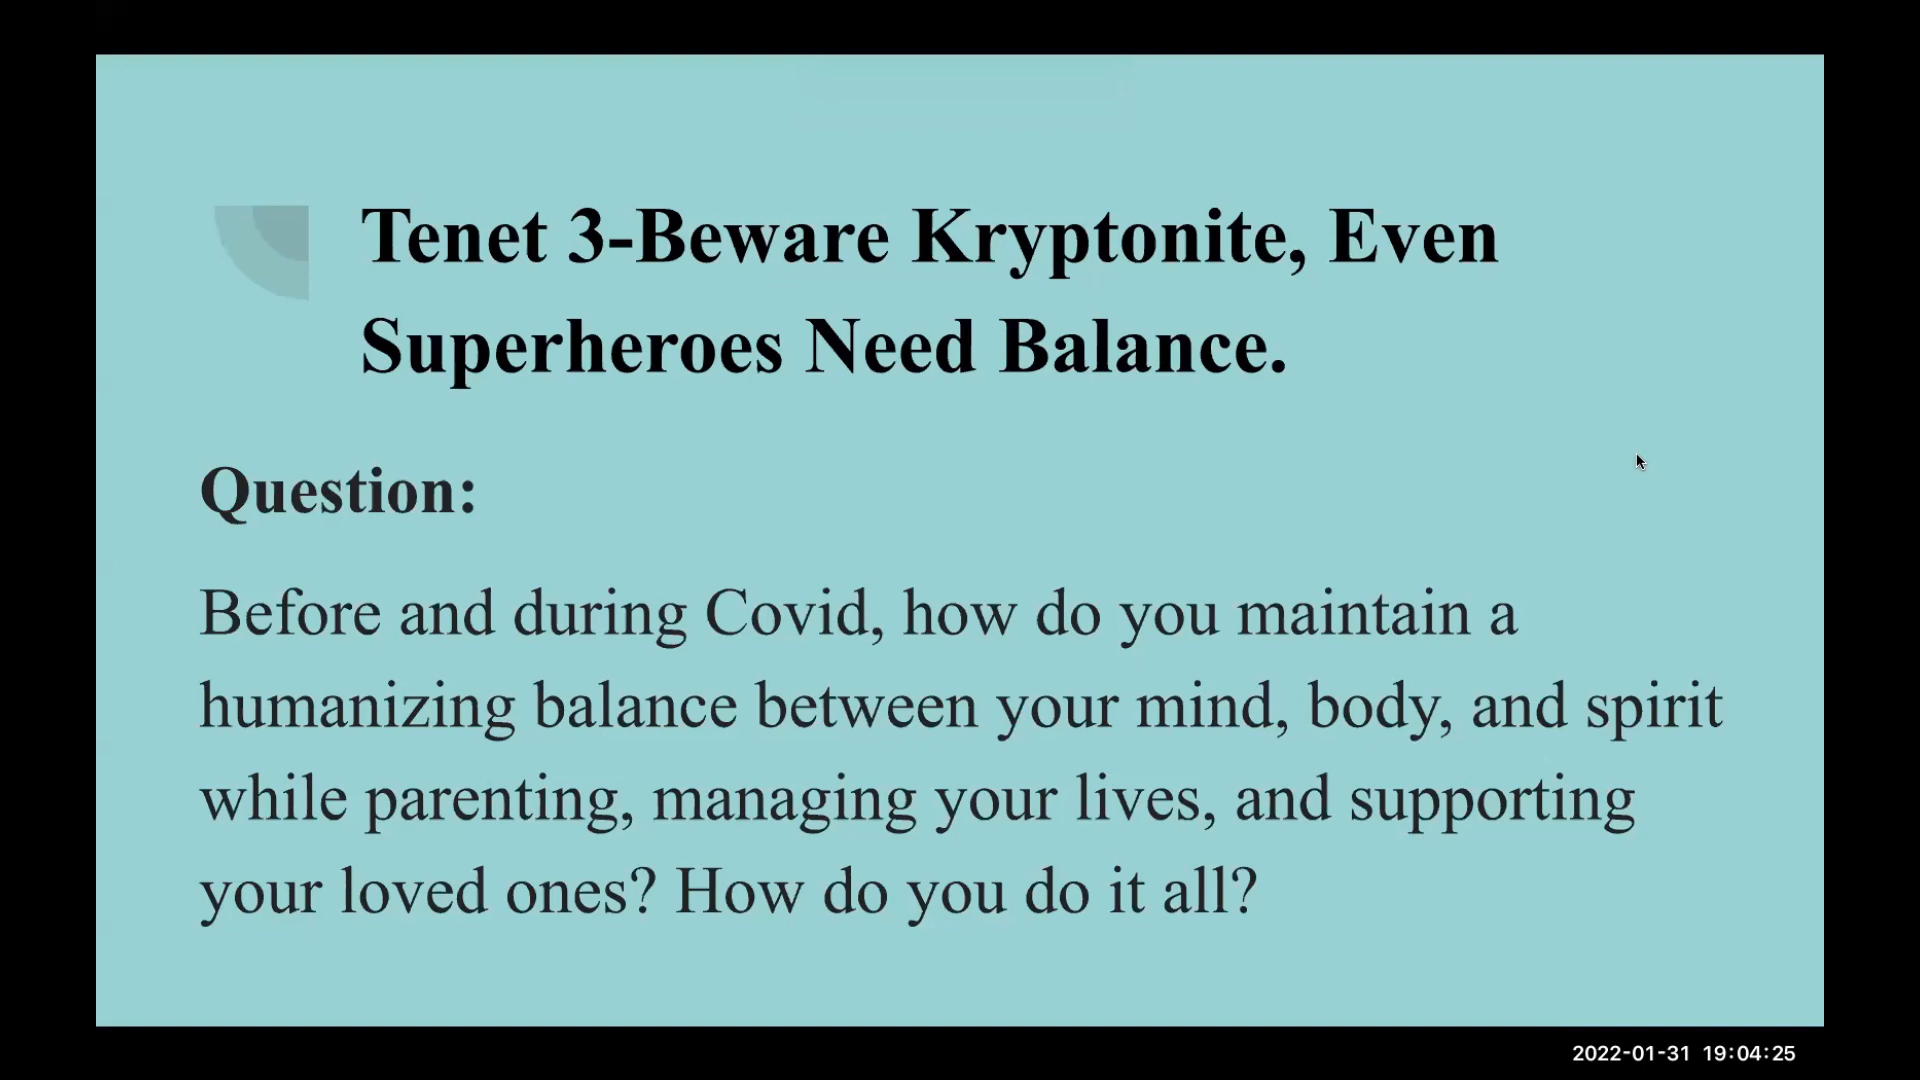 Tenet 3-Beware Kryptonite, Even
Superheroes Need Balance.
Question:
Before and during Covid, how do you maintain a
humanizing balance between your mind, body, and spirit
while parenting, managing your lives, and supporting
your loved ones? How do you do it all?
2022-01-31 19:04:25